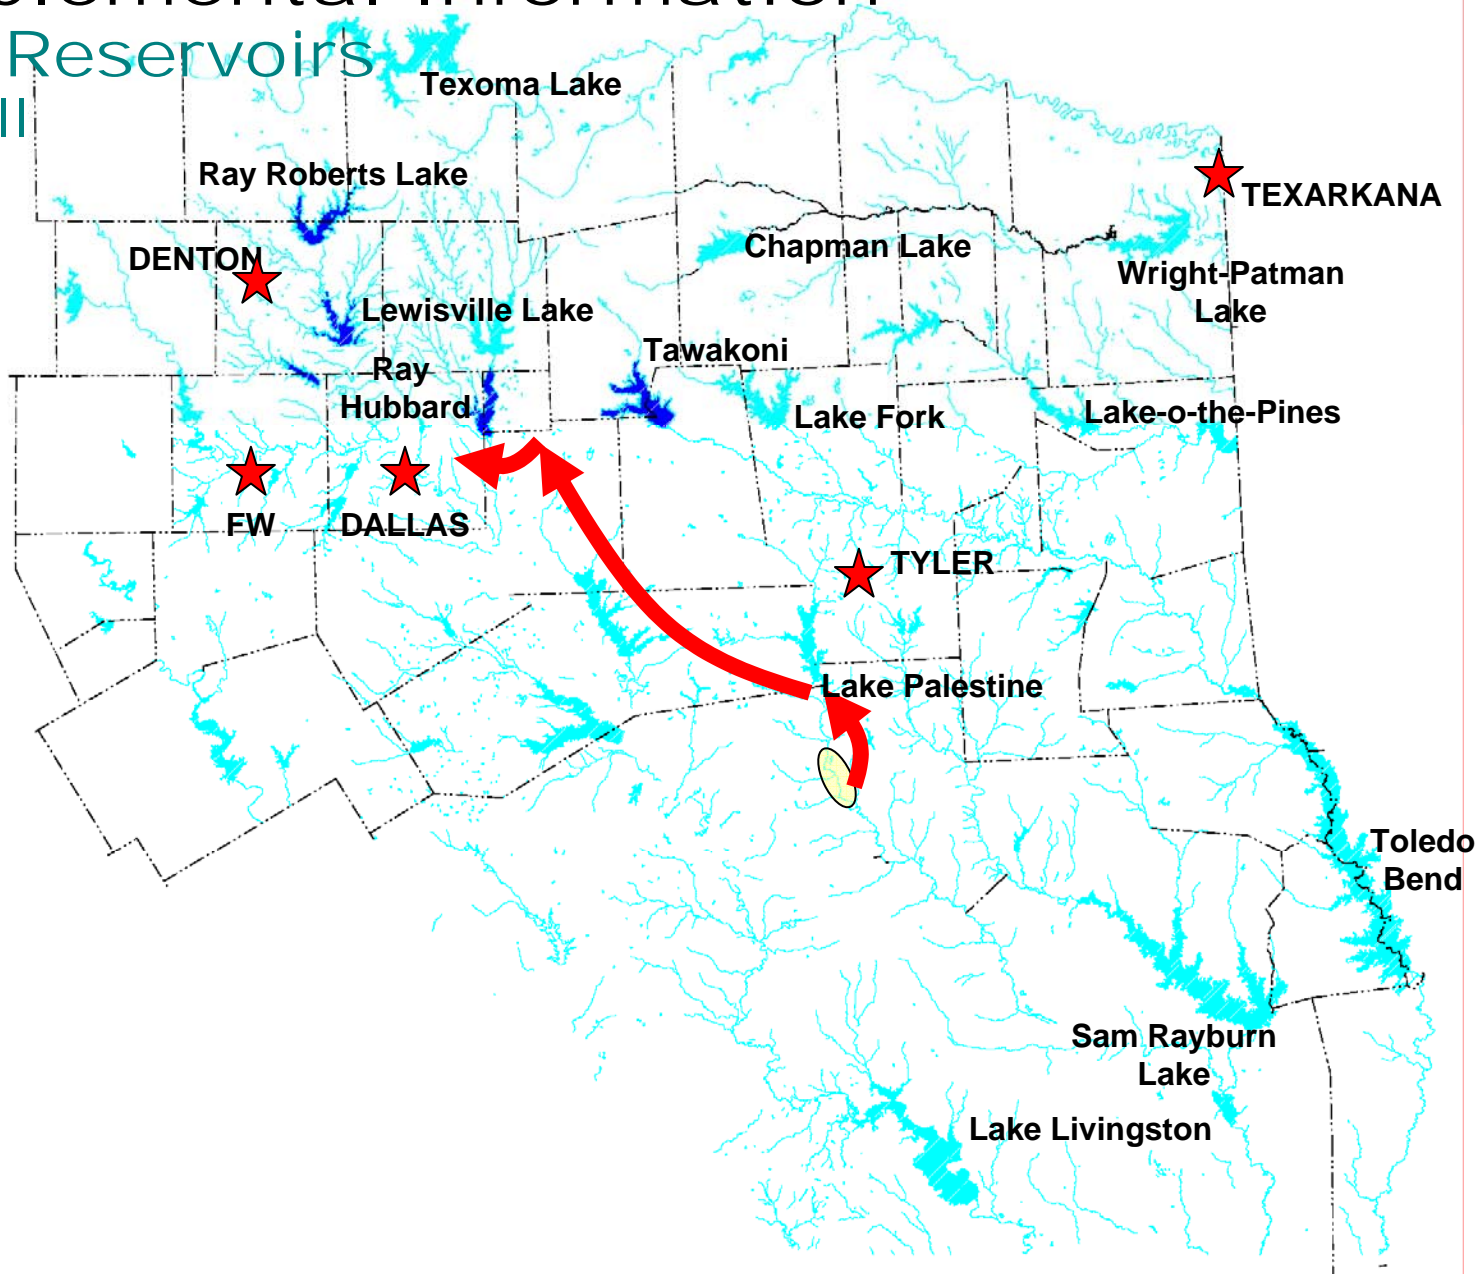 Information
Reservoirs
Texoma Lake
Ray Roberts Lake
TEXARKANA
DENTON
Chapman Lake
Wright-Patman
Lake
Lewisville Lake
Tawakoni
Ray
Hubbard
Lake Fork
Lake-o-the-Pines
FW
DALLAS
TYLER
Lake Palestine
Toledo
Bend
Sam Rayburn
Lake
Lake Livingston